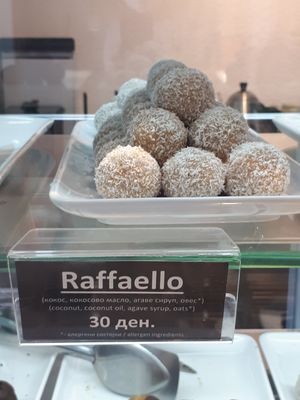 Raffaello
(кокос, кокосово масло, агаве сируп, овес*)
(coconut, coconut oil, agave syrup, oats*)
30 ден.
*- алергени состојки / allergen ingredients.